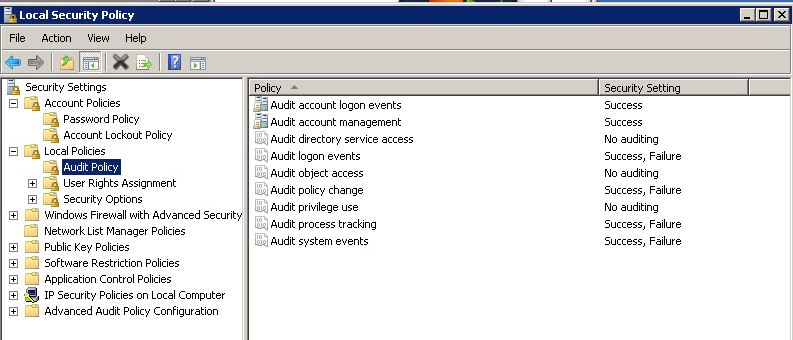 Local Security Policy
File Action View Help
Security Settings
Account Policies
Password Policy
Account Lockout Policy
Local Policies
Audit Policy
User Rights Assignment
Security Options
Windows Firewall with Advanced Security
Network List Manager Policies
Public Key Policies
Software Restriction Policies
Application Control Policies
IP Security Policies on Local Computer
Advanced Audit Policy Configuration
Policy Security Setting
Audit account logon events Success
Audit account management Success
Audit directory service access No auditing
Audit logon events Success, Failure
Audit object access No auditing
Audit policy change Success, Failure
Audit privilege use No auditing
Audit process tracking Success, Failure
Audit system events Success, Failure